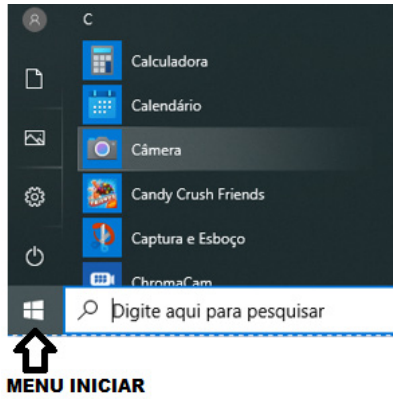 C
Calculadora
Calendário
Câmera
Candy Crush Friends
Captura e Esboço
ChromaCam
Digite aqui para pesquisar
MENU INICIAR